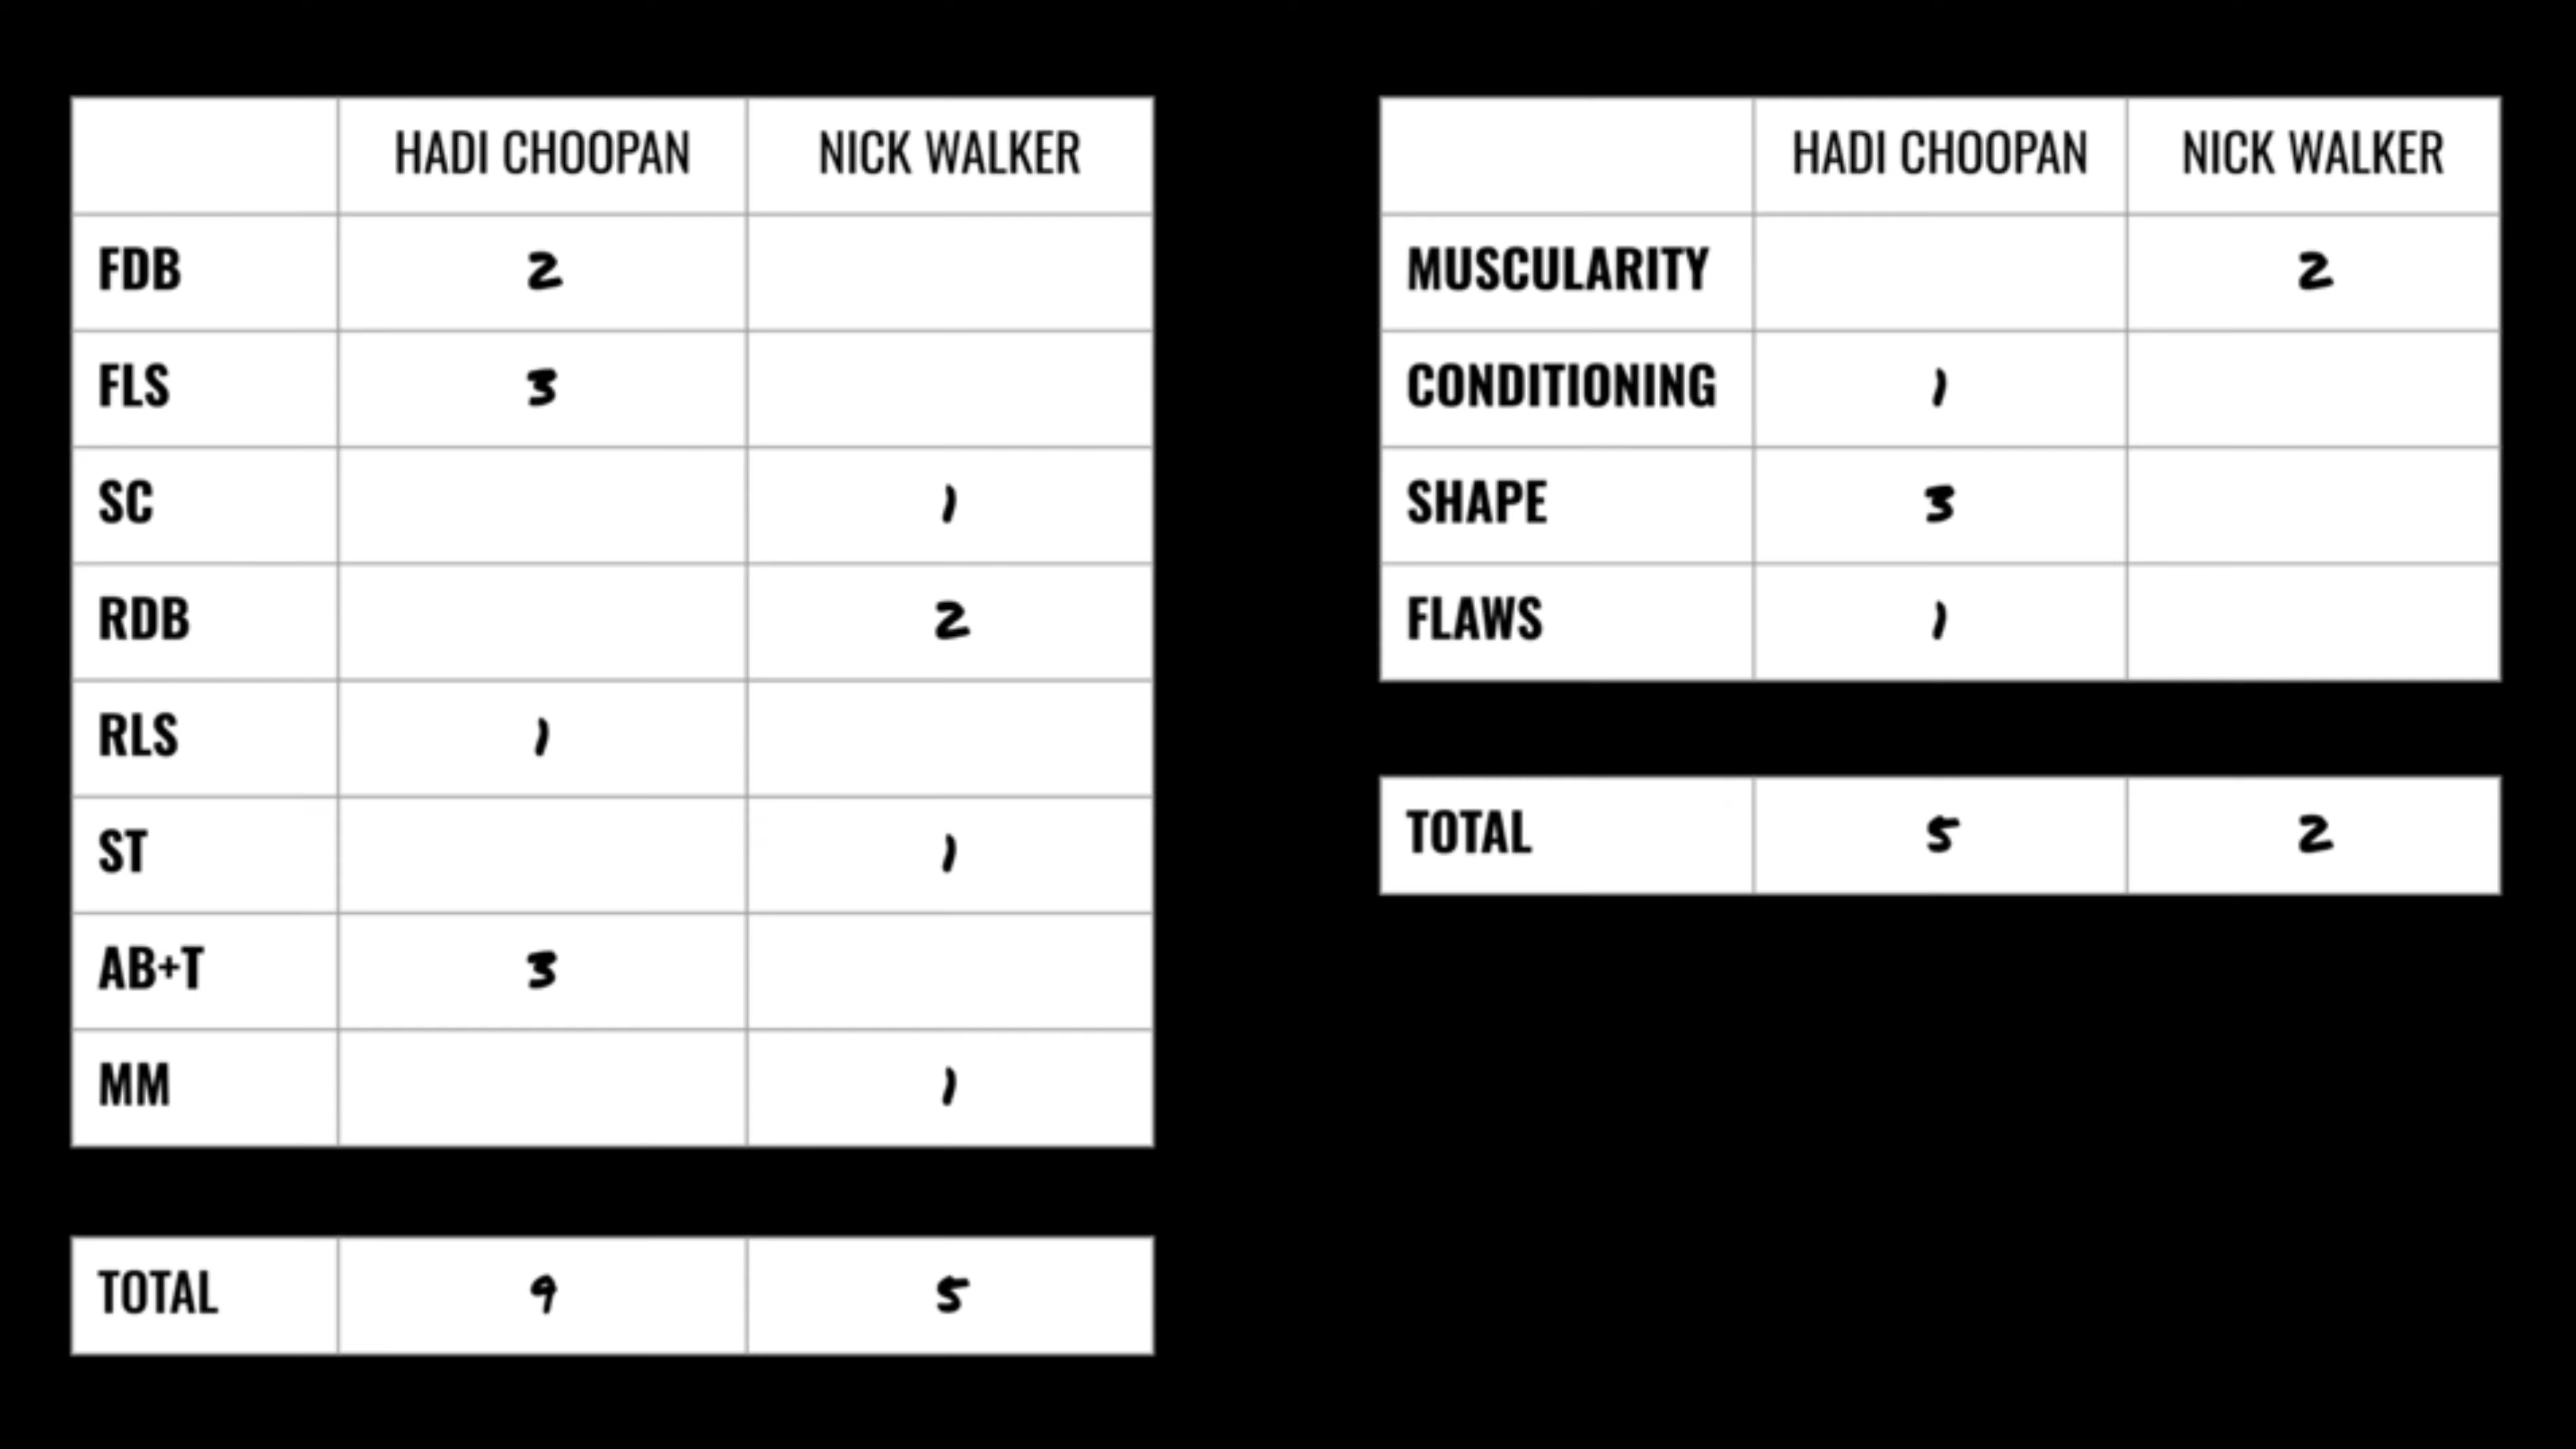 HADI CHOOPAN NICK WALKER
FDB 2
FLS 3
SC 1
RDB 2
RLS 1
ST 1
AB+T 3
MM 1
TOTAL 9 5
HADI CHOOPAN NICK WALKER
MUSCULARITY 2
CONDITIONING 1
SHAPE 3
FLAWS 1
TOTAL 5 2